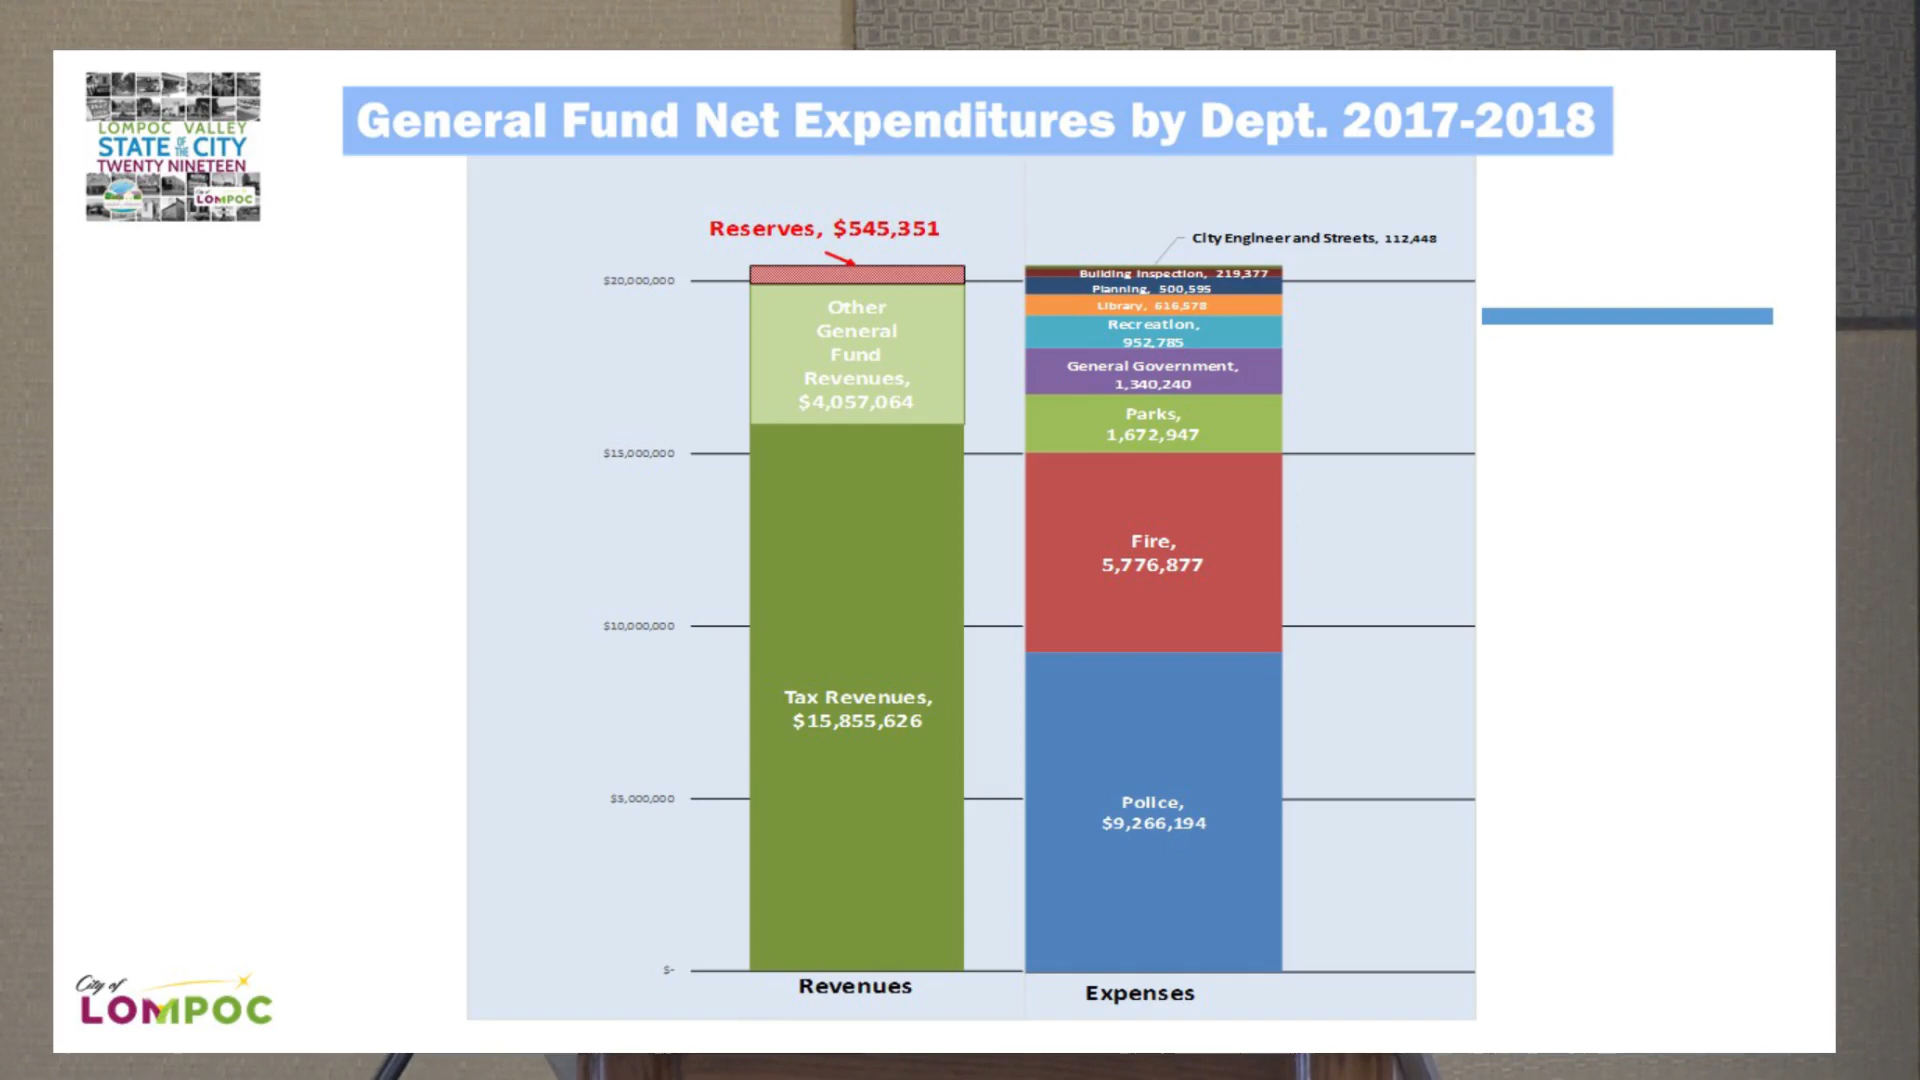 LOMPOC VALLEY
STATE OF THE CITY
TWENTY NINETEEN
City of
LOMPOC
General Fund Net Expenditures by Dept. 2017-2018
Reserves, $545,351
City Engineer and Streets, 112,448
$20,000,000
Building Inspection, 219,377
Planning, 500,595
Library, 616,578
Other
General
Fund
Revenues,
$4,057,064
Recreation,
952,785
General Government,
1,340,240
Parks,
1,672,947
$15,000,000
Fire,
5,776,877
$10,000,000
Tax Revenues,
$15,855,626
$5,000,000
Police,
$9,266,194
$-
Revenues
Expenses
City of
LOMPOC